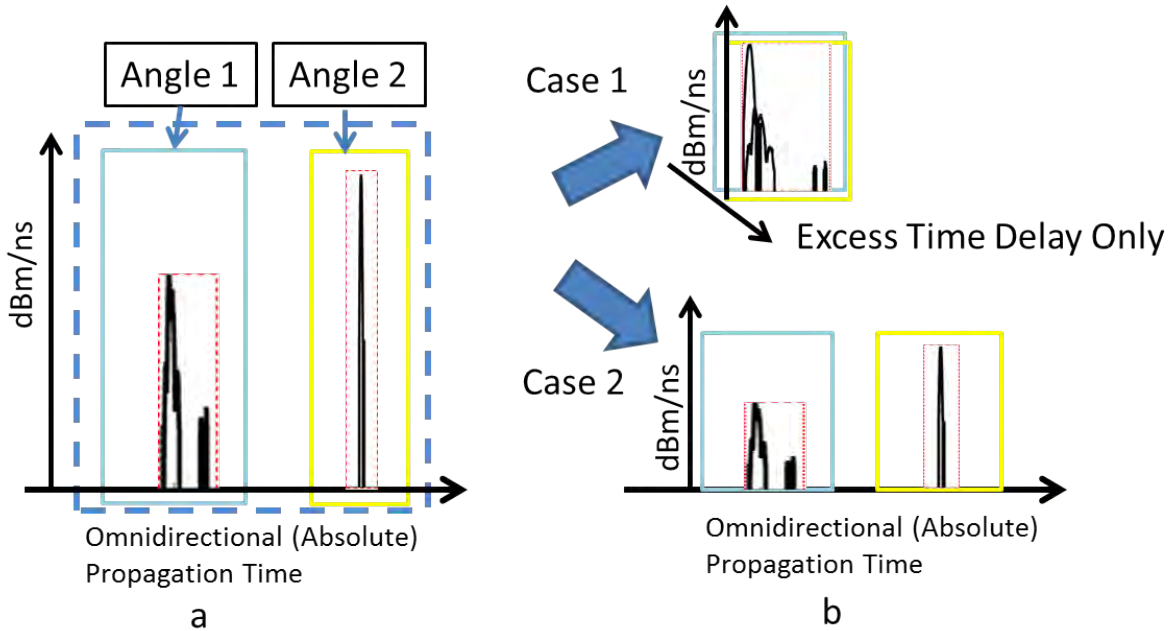 Angle 1
Angle 2
dBm/ns
Omnidirectional (Absolute)
Propagation Time
a
Case 1
dBm/ns
Excess Time Delay Only
Case 2
dBm/ns
Omnidirectional (Absolute)
Propagation Time
b